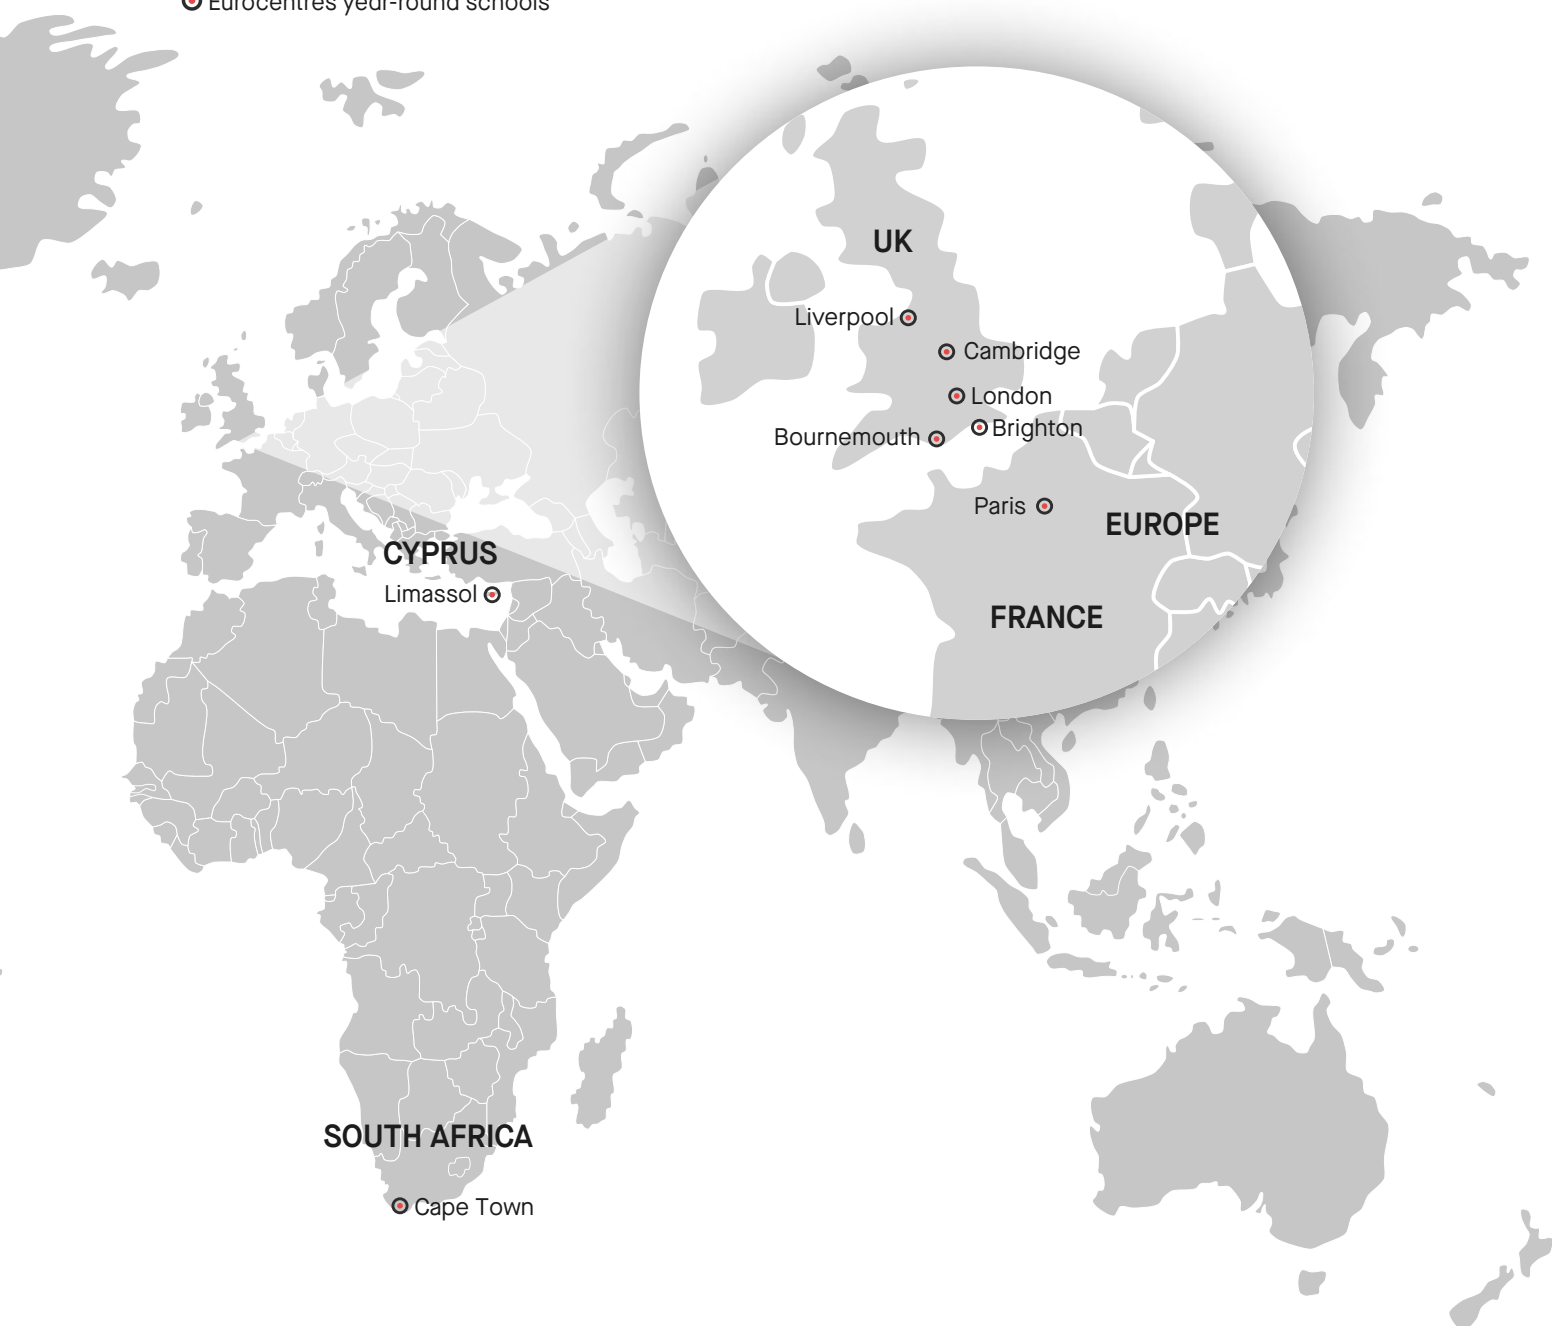 Eurocentres year-round schools
UK
Liverpool
Cambridge
London
Brighton
Bournemouth
Paris
EUROPE
FRANCE
CYPRUS
Limassol
SOUTH AFRICA
Cape Town